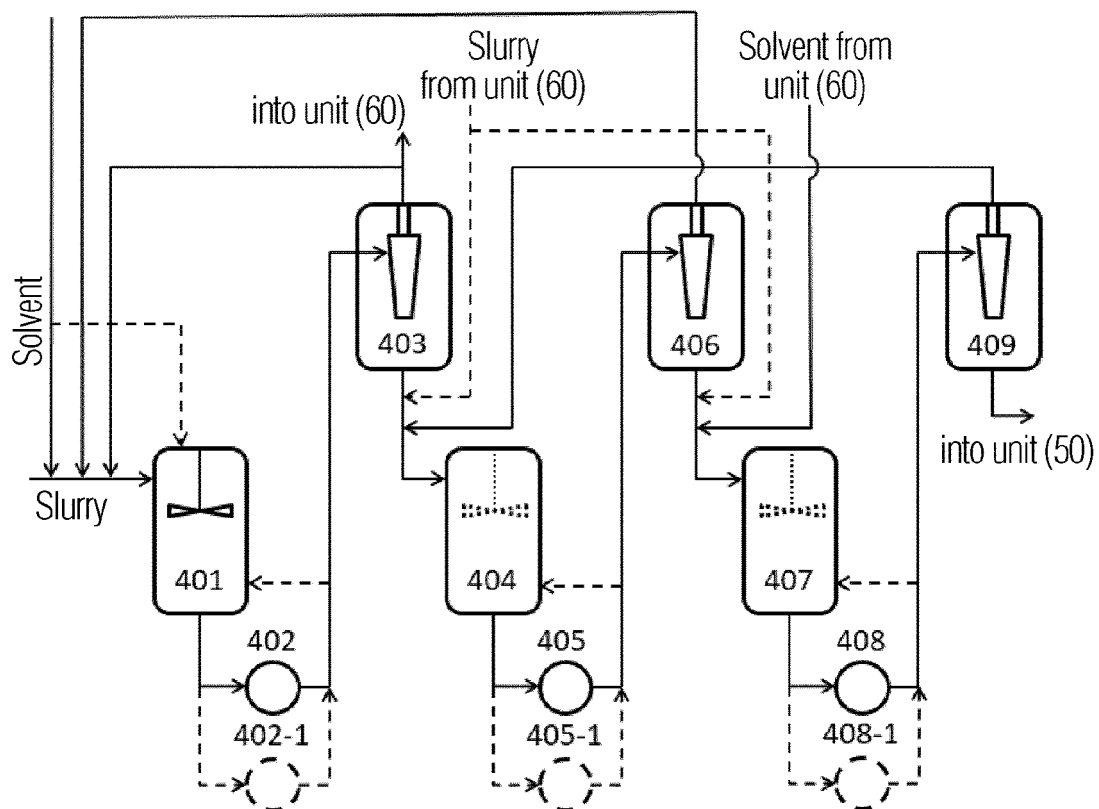 Slurry
from unit (60)
Solvent from
unit (60)
into unit (60)
Solvent
403
406
409
into unit (50)
Slurry
401
404
407
402
405
408
402-1
405-1
408-1